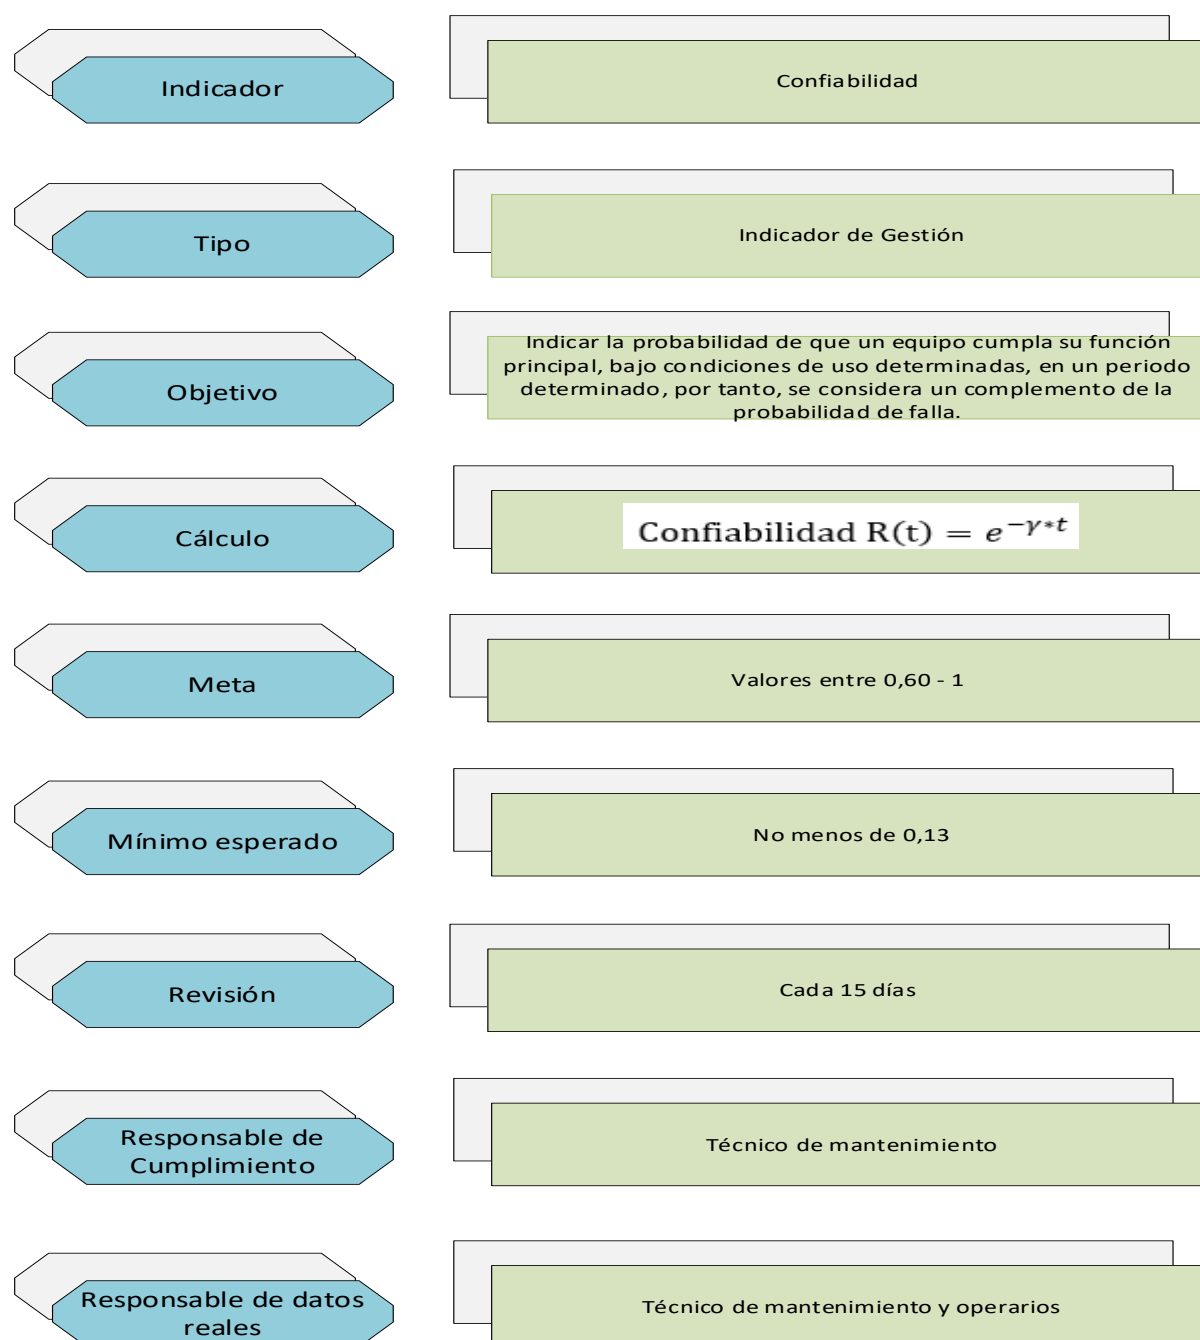 Indicador
Confiabilidad
Tipo
Indicador de Gestión
Objetivo
Indicar la probabilidad de que un equipo cumpla su función
principal, bajo condiciones de uso determinadas, en un periodo
determinado, por tanto, se considera un complemento de la
probabilidad de falla.
Cálculo
Confiabilidad R(t) = e^{-γ*t}
Meta
Valores entre 0,60 - 1
Mínimo esperado
No menos de 0,13
Revisión
Cada 15 días
Responsable de
Cumplimiento
Técnico de mantenimiento
Responsable de datos
reales
Técnico de mantenimiento y operarios